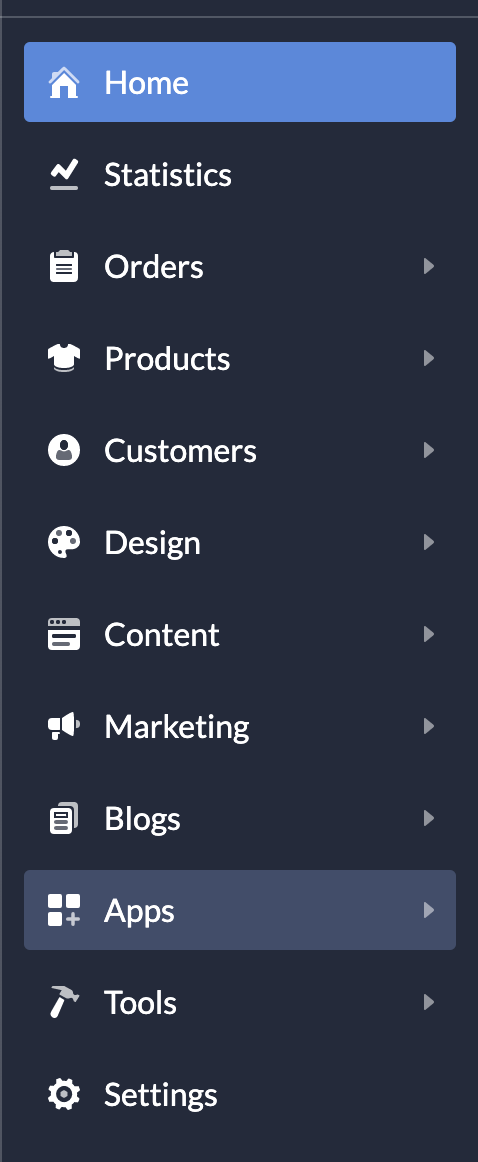 Home
Statistics
Orders
Products
Customers
Design
Content
Marketing
Blogs
Apps
Tools
Settings